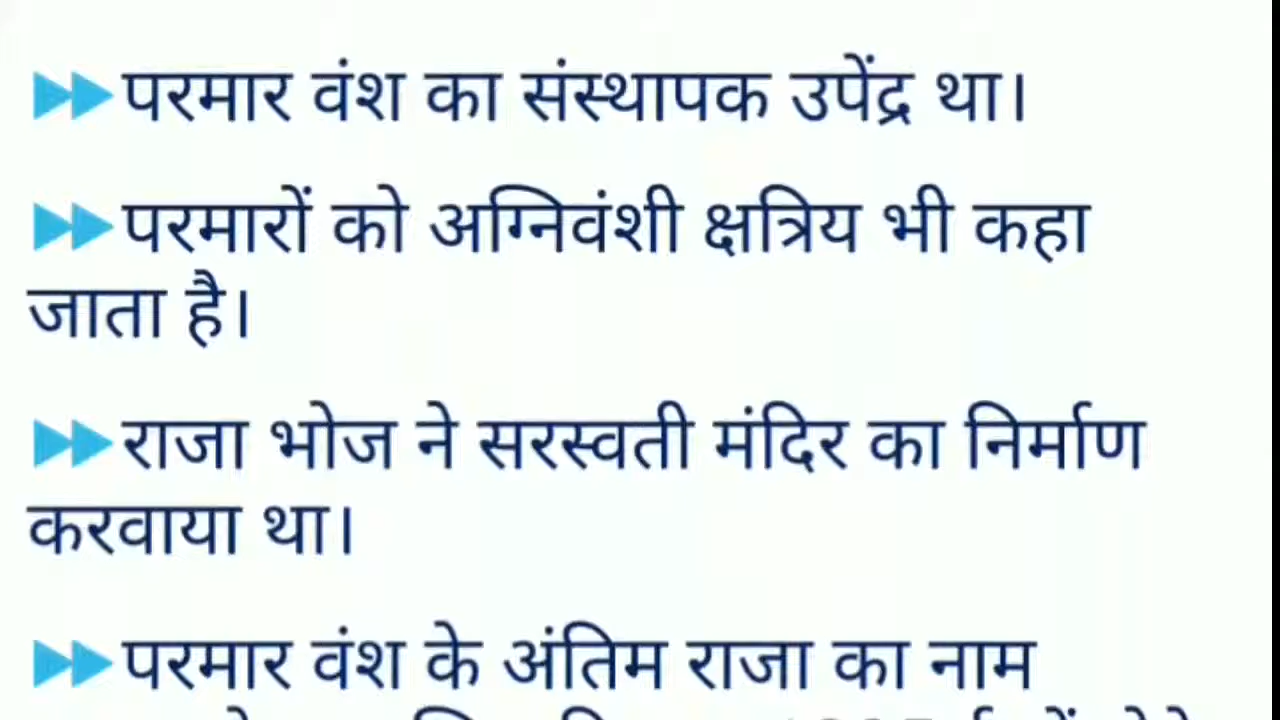 ▶▶परमार वंश का संस्थापक उपेंद्र था।
▶▶परमारों को अग्निवंशी क्षत्रिय भी कहा
जाता है।
▶▶राजा भोज ने सरस्वती मंदिर का निर्माण
करवाया था।
▶▶परमार वंश के अंतिम राजा का नाम